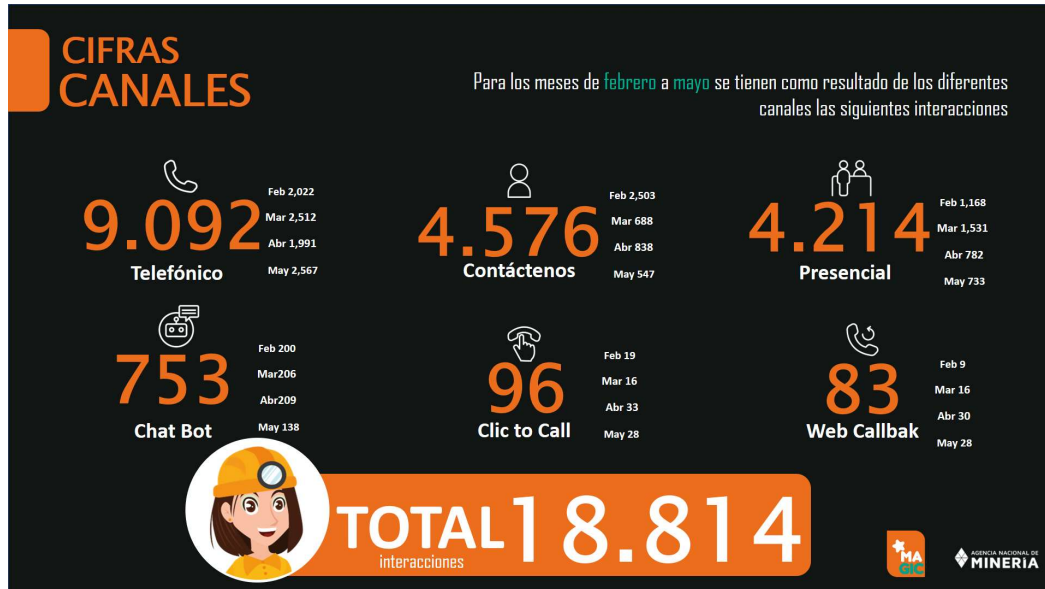 CIFRAS
CANALES
Para los meses de febrero a mayo se tienen como resultado de los diferentes
canales las siguientes interacciones
9.092
Telefónico
Feb 2,022
Mar 2,512
Abr 1,991
May 2,567
4.576
Contáctenos
Feb 2,503
Mar 688
Abr 838
May 547
4.214
Presencial
Feb 1,168
Mar 1,531
Abr 782
May 733
753
Chat Bot
Feb 200
Mar206
Abr209
May 138
96
Clic to Call
Feb 19
Mar 16
Abr 33
May 28
83
Web Callbak
Feb 9
Mar 16
Abr 30
May 28
TOTAL 18.814
interacciones
MA
GIC
AGENCIA NACIONAL DE
MINERÍA